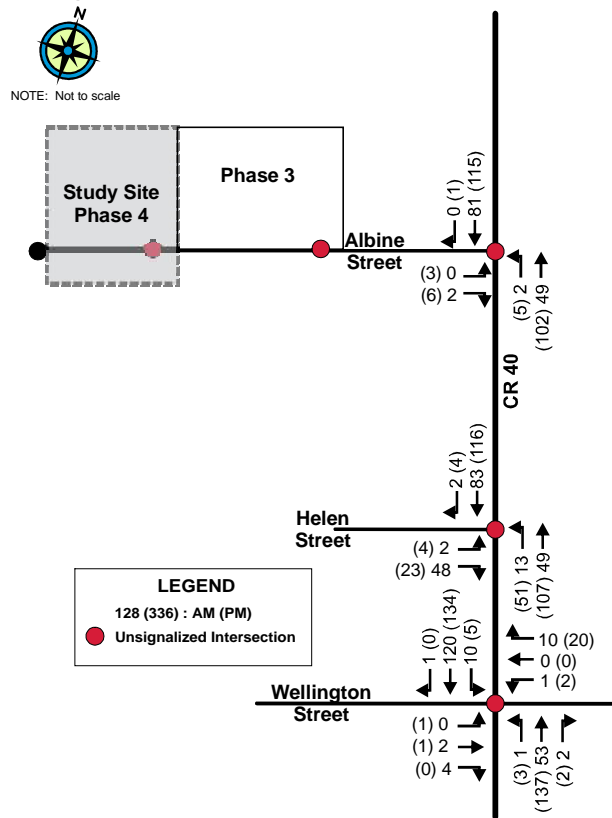 N
NOTE: Not to scale
Phase 3
Study Site
Phase 4
0 (1)
81 (115)
Albine
Street
(3) 0
(6) 2
(5) 2
(102) 49
CR 40
2 (4)
83 (116)
Helen
Street
(4) 2
(23) 48
(51) 13
(107) 49
LEGEND
128 (336) : AM (PM)
Unsignalized Intersection
1 (0)
120 (134)
10 (5)
10 (20)
0 (0)
1 (2)
Wellington
Street
(1) 0
(1) 2
(0) 4
(3) 1
(137) 53
(2) 2